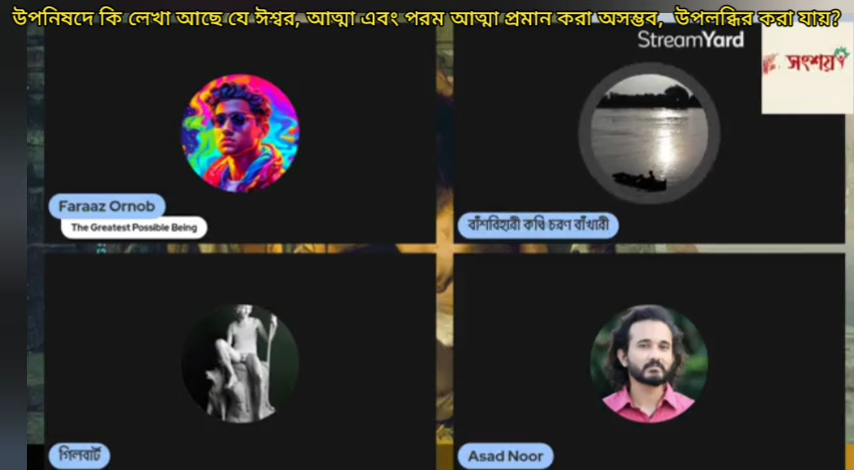 উপনিষদে কি লেখা আছে যে ঈশ্বর, আত্মা এবং পরম আত্মা প্রমান করা অসম্ভব, উপলব্ধির করা যায়?
StreamYard
সংশয়
Faraaz Ornob
The Greatest Possible Being
বাঁশবিহারী কঞ্চি চরণ বাঁখারী
গিলবার্ট
Asad Noor